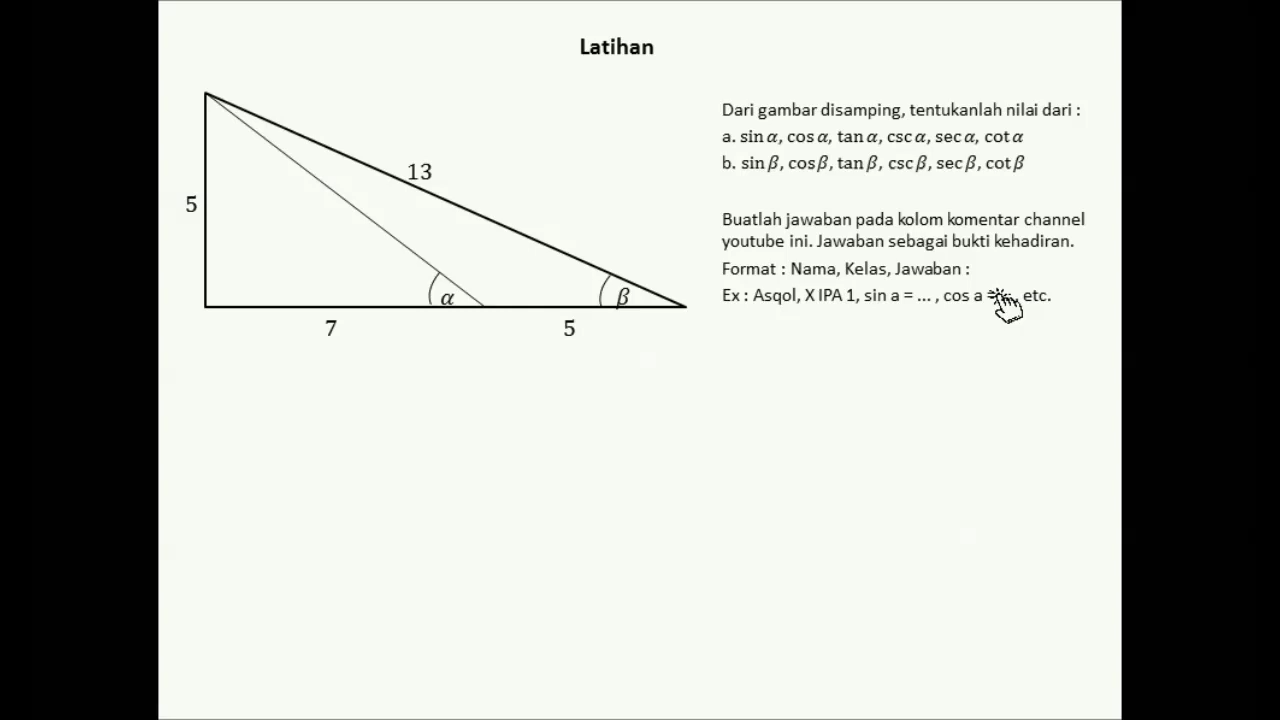 Latihan
13
5
α
β
7
5
Dari gambar disamping, tentukanlah nilai dari :
a. sin α, cos α, tan α, csc α, sec α, cot α
b. sin β, cos β, tan β, csc β, sec β, cot β
Buatlah jawaban pada kolom komentar channel
youtube ini. Jawaban sebagai bukti kehadiran.
Format : Nama, Kelas, Jawaban :
Ex : Asqol, X IPA 1, sin a = ... , cos a = etc.